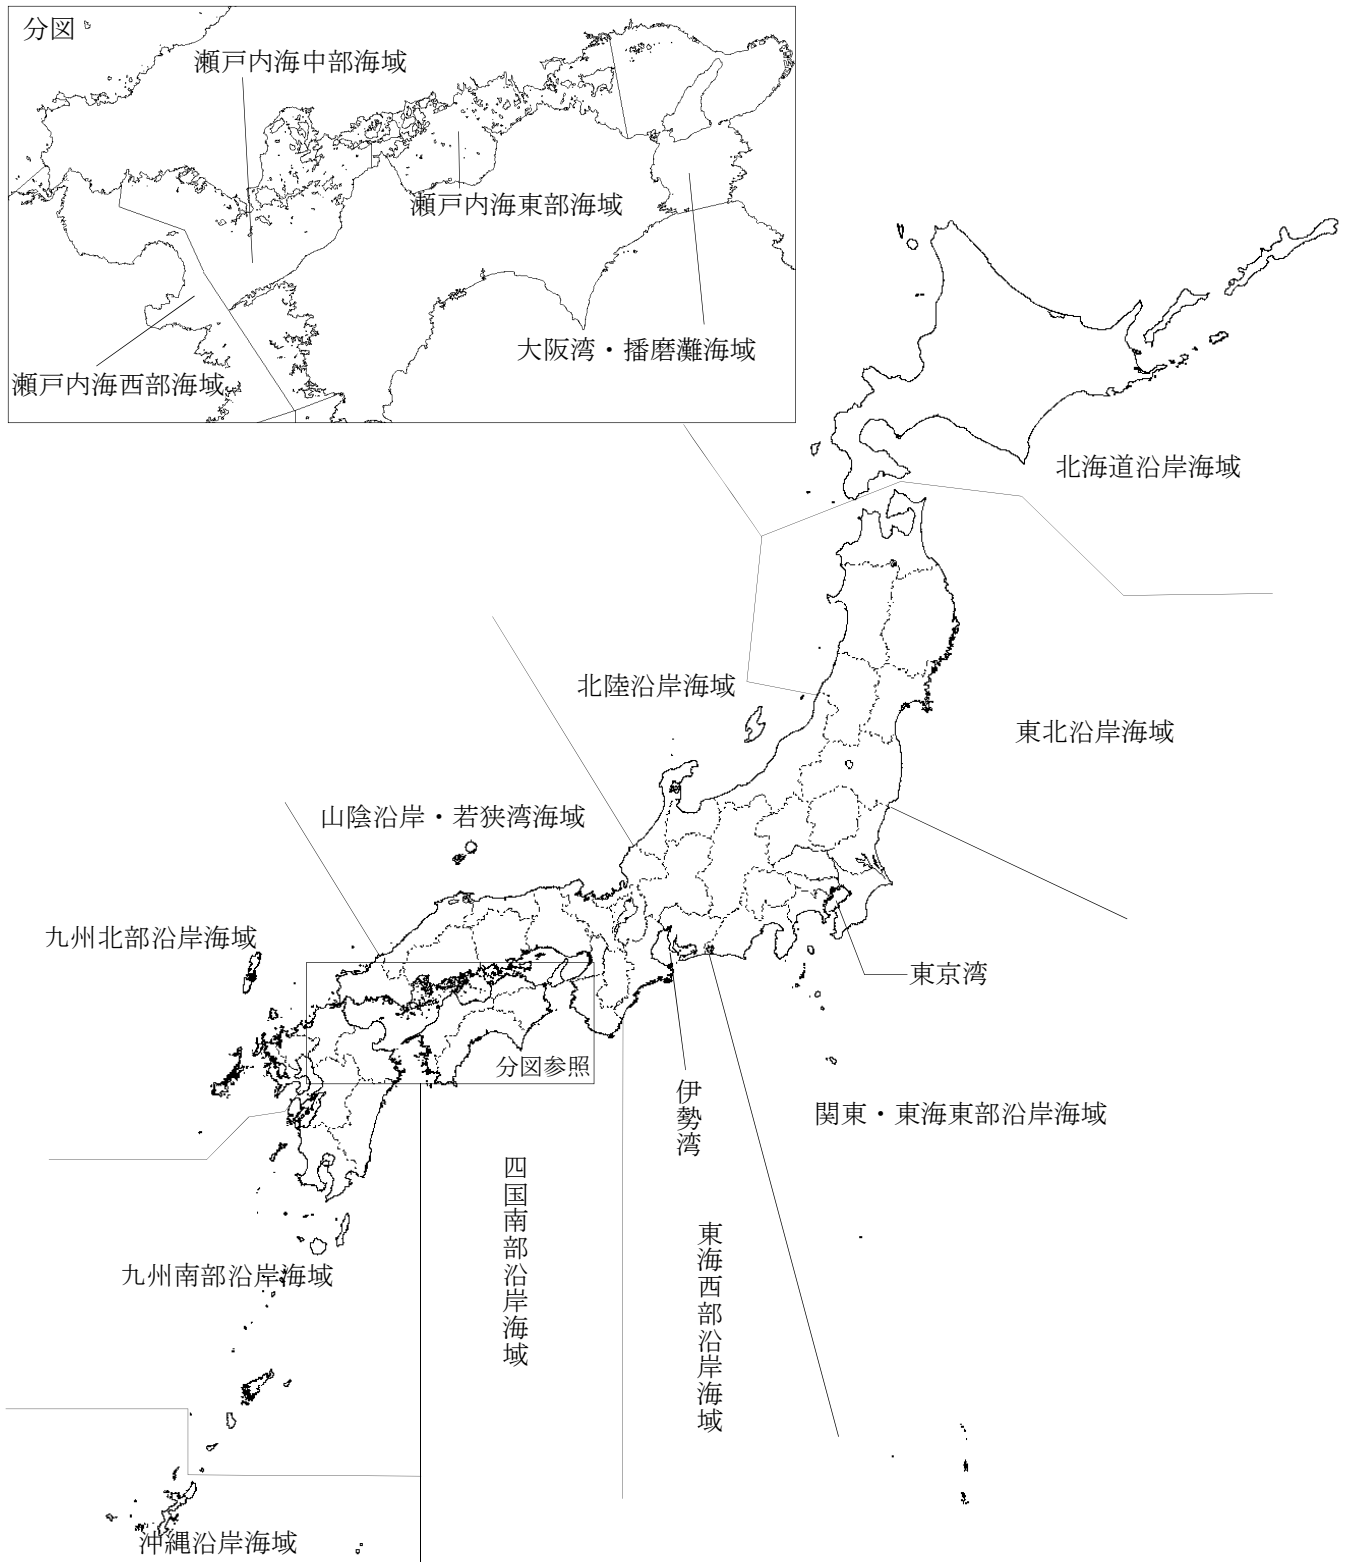 分図
瀬戸内海中部海域
瀬戸内海東部海域
大阪湾・播磨灘海域
瀬戸内海西部海域
北海道沿岸海域
北陸沿岸海域
東北沿岸海域
山陰沿岸・若狭湾海域
九州北部沿岸海域
東京湾
分図参照
伊勢湾
関東・東海東部沿岸海域
四国南部沿岸海域
東海西部沿岸海域
九州南部沿岸海域
沖縄沿岸海域